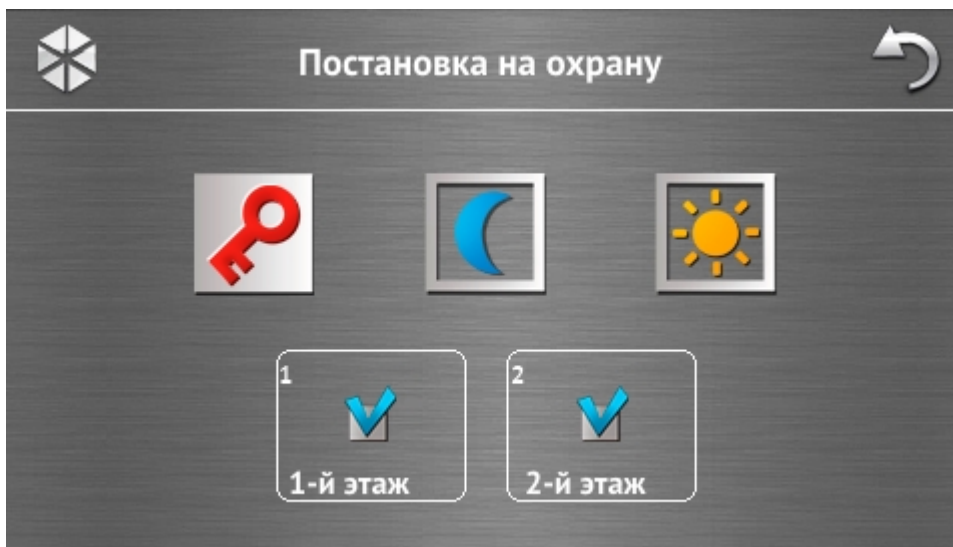 Постановка на охрану
1
2
1-й этаж
2-й этаж